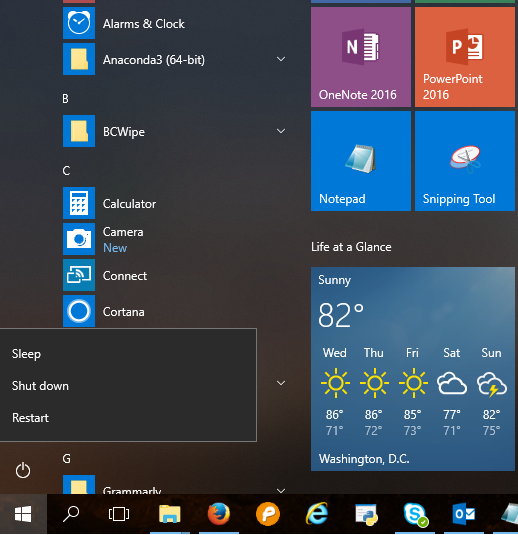 Alarms & Clock
Anaconda3 (64-bit)
B
BCWipe
C
Calculator
Camera
New
Connect
Cortana
Sleep
Shut down
Restart
G
Grammarly
OneNote 2016
PowerPoint
2016
Notepad
Snipping Tool
Life at a Glance
Sunny
82°
Wed Thu Fri Sat Sun
86° 86° 85° 77° 82°
71° 72° 73° 71° 75°
Washington, D.C.